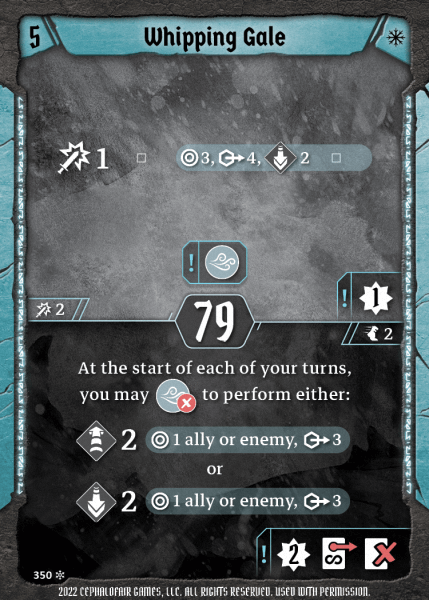 5 Whipping Gale
1 3, 4, 2
!
! 1
2 79 2
At the start of each of your turns,
you may to perform either:
2 1 ally or enemy, 3
or
2 1 ally or enemy, 3
! 2
350
2022 CEPHALOFAIR GAMES, LLC. ALL RIGHTS RESERVED. USED WITH PERMISSION.